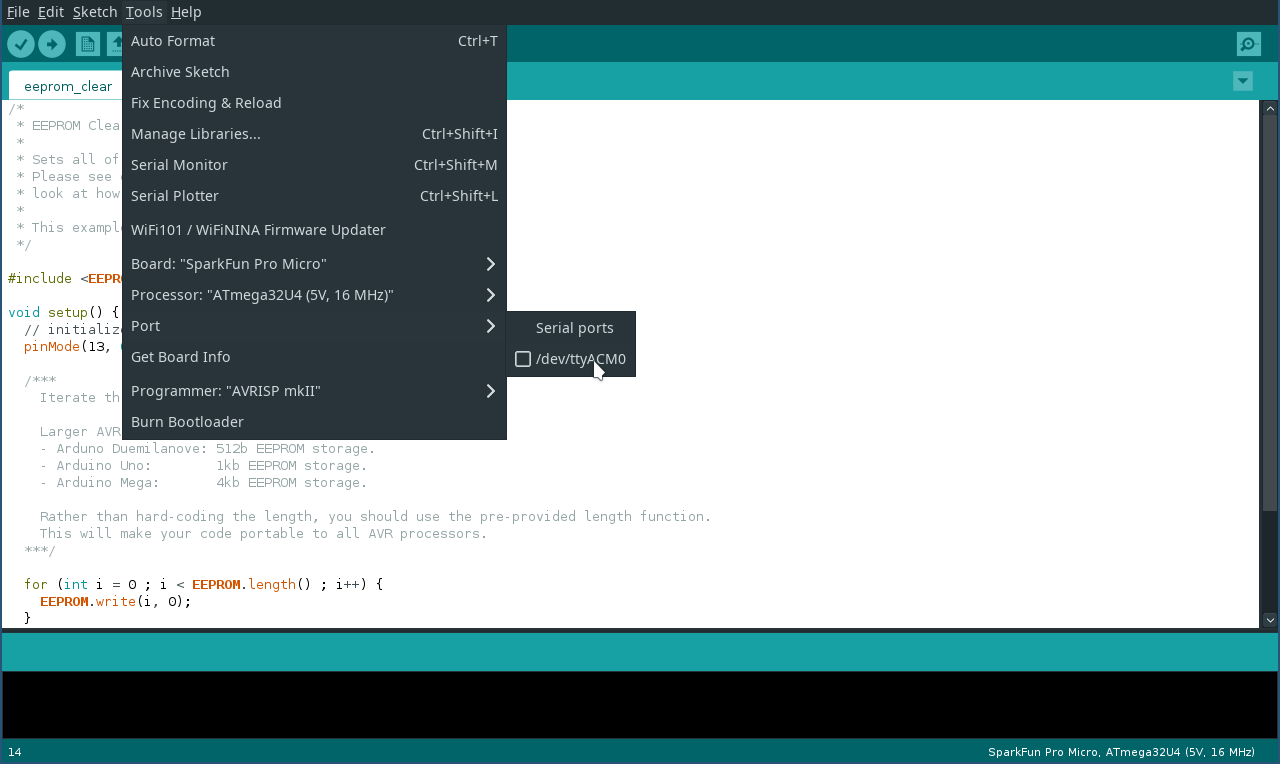 File Edit Sketch Tools Help
Auto Format Ctrl+T
Archive Sketch
Fix Encoding & Reload
Manage Libraries... Ctrl+Shift+I
Serial Monitor Ctrl+Shift+M
Serial Plotter Ctrl+Shift+L
WiFi101 / WiFiNINA Firmware Updater
Board: "SparkFun Pro Micro"
Processor: "ATmega32U4 (5V, 16 MHz)"
Port
Get Board Info
Programmer: "AVRISP mkII"
Burn Bootloader
Serial ports
/dev/ttyACM0
eeprom_clear
/*
* EEPROM Clea
*
* Sets all of
* Please see
* look at how
*
* This example
*/
#include <EEPR
void setup() {
// initialize
pinMode(13,
/***
Iterate th
Larger AVR
- Arduno Duemilanove: 512b EEPROM storage.
- Arduino Uno: 1kb EEPROM storage.
- Arduino Mega: 4kb EEPROM storage.
Rather than hard-coding the length, you should use the pre-provided length function.
This will make your code portable to all AVR processors.
***/
for (int i = 0 ; i < EEPROM.length() ; i++) {
EEPROM.write(i, 0);
}
14
SparkFun Pro Micro, ATmega32U4 (5V, 16 MHz)